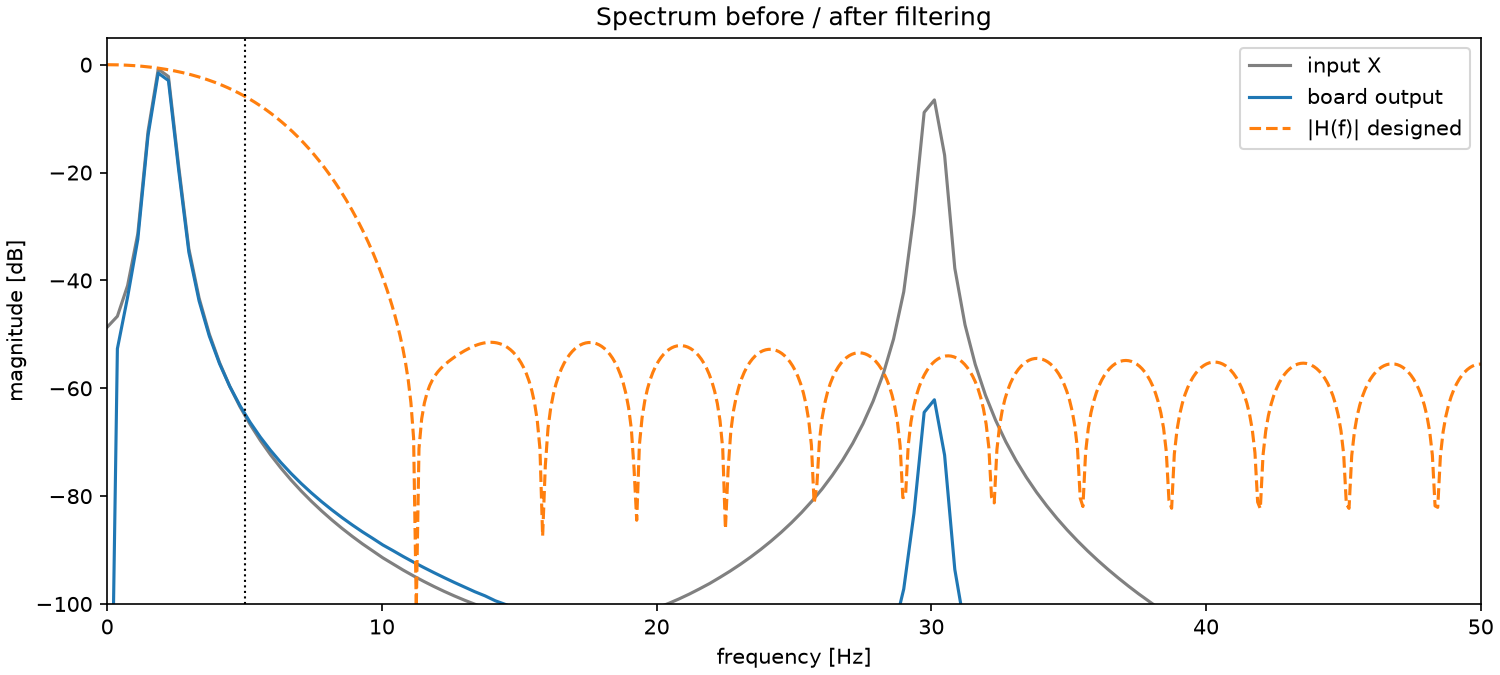 Spectrum before / after filtering
input X
board output
|H(f)| designed
magnitude [dB]
0
−20
−40
−60
−80
−100
0 10 20 30 40 50
frequency [Hz]